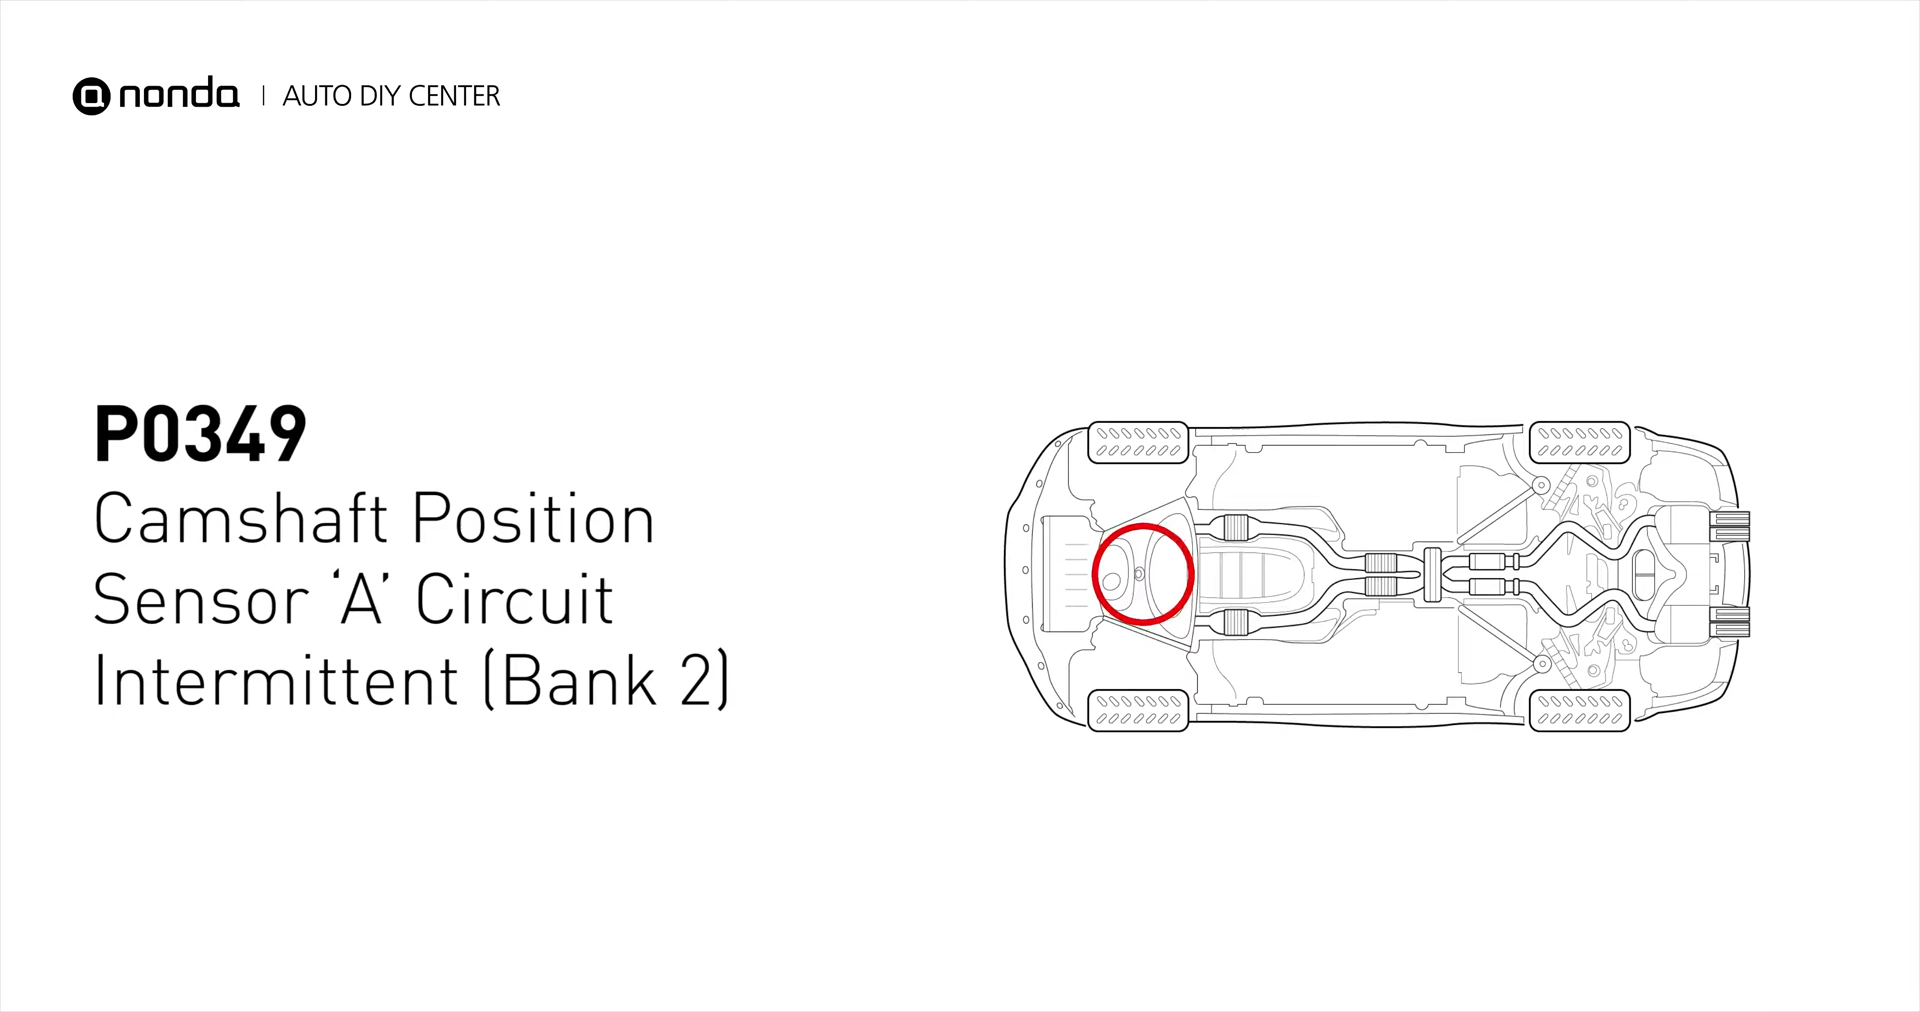 nonda | AUTO DIY CENTER
P0349
Camshaft Position
Sensor ‘A’ Circuit
Intermittent (Bank 2)